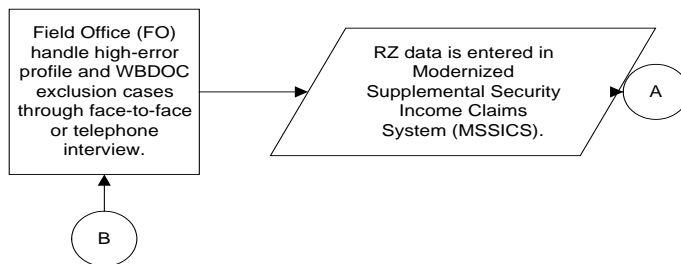 Field Office (FO)
handle high-error
profile and WBDOC
exclusion cases
through face-to-face
or telephone
interview.
RZ data is entered in
Modernized
Supplemental Security
Income Claims
System (MSSICS).
A
B